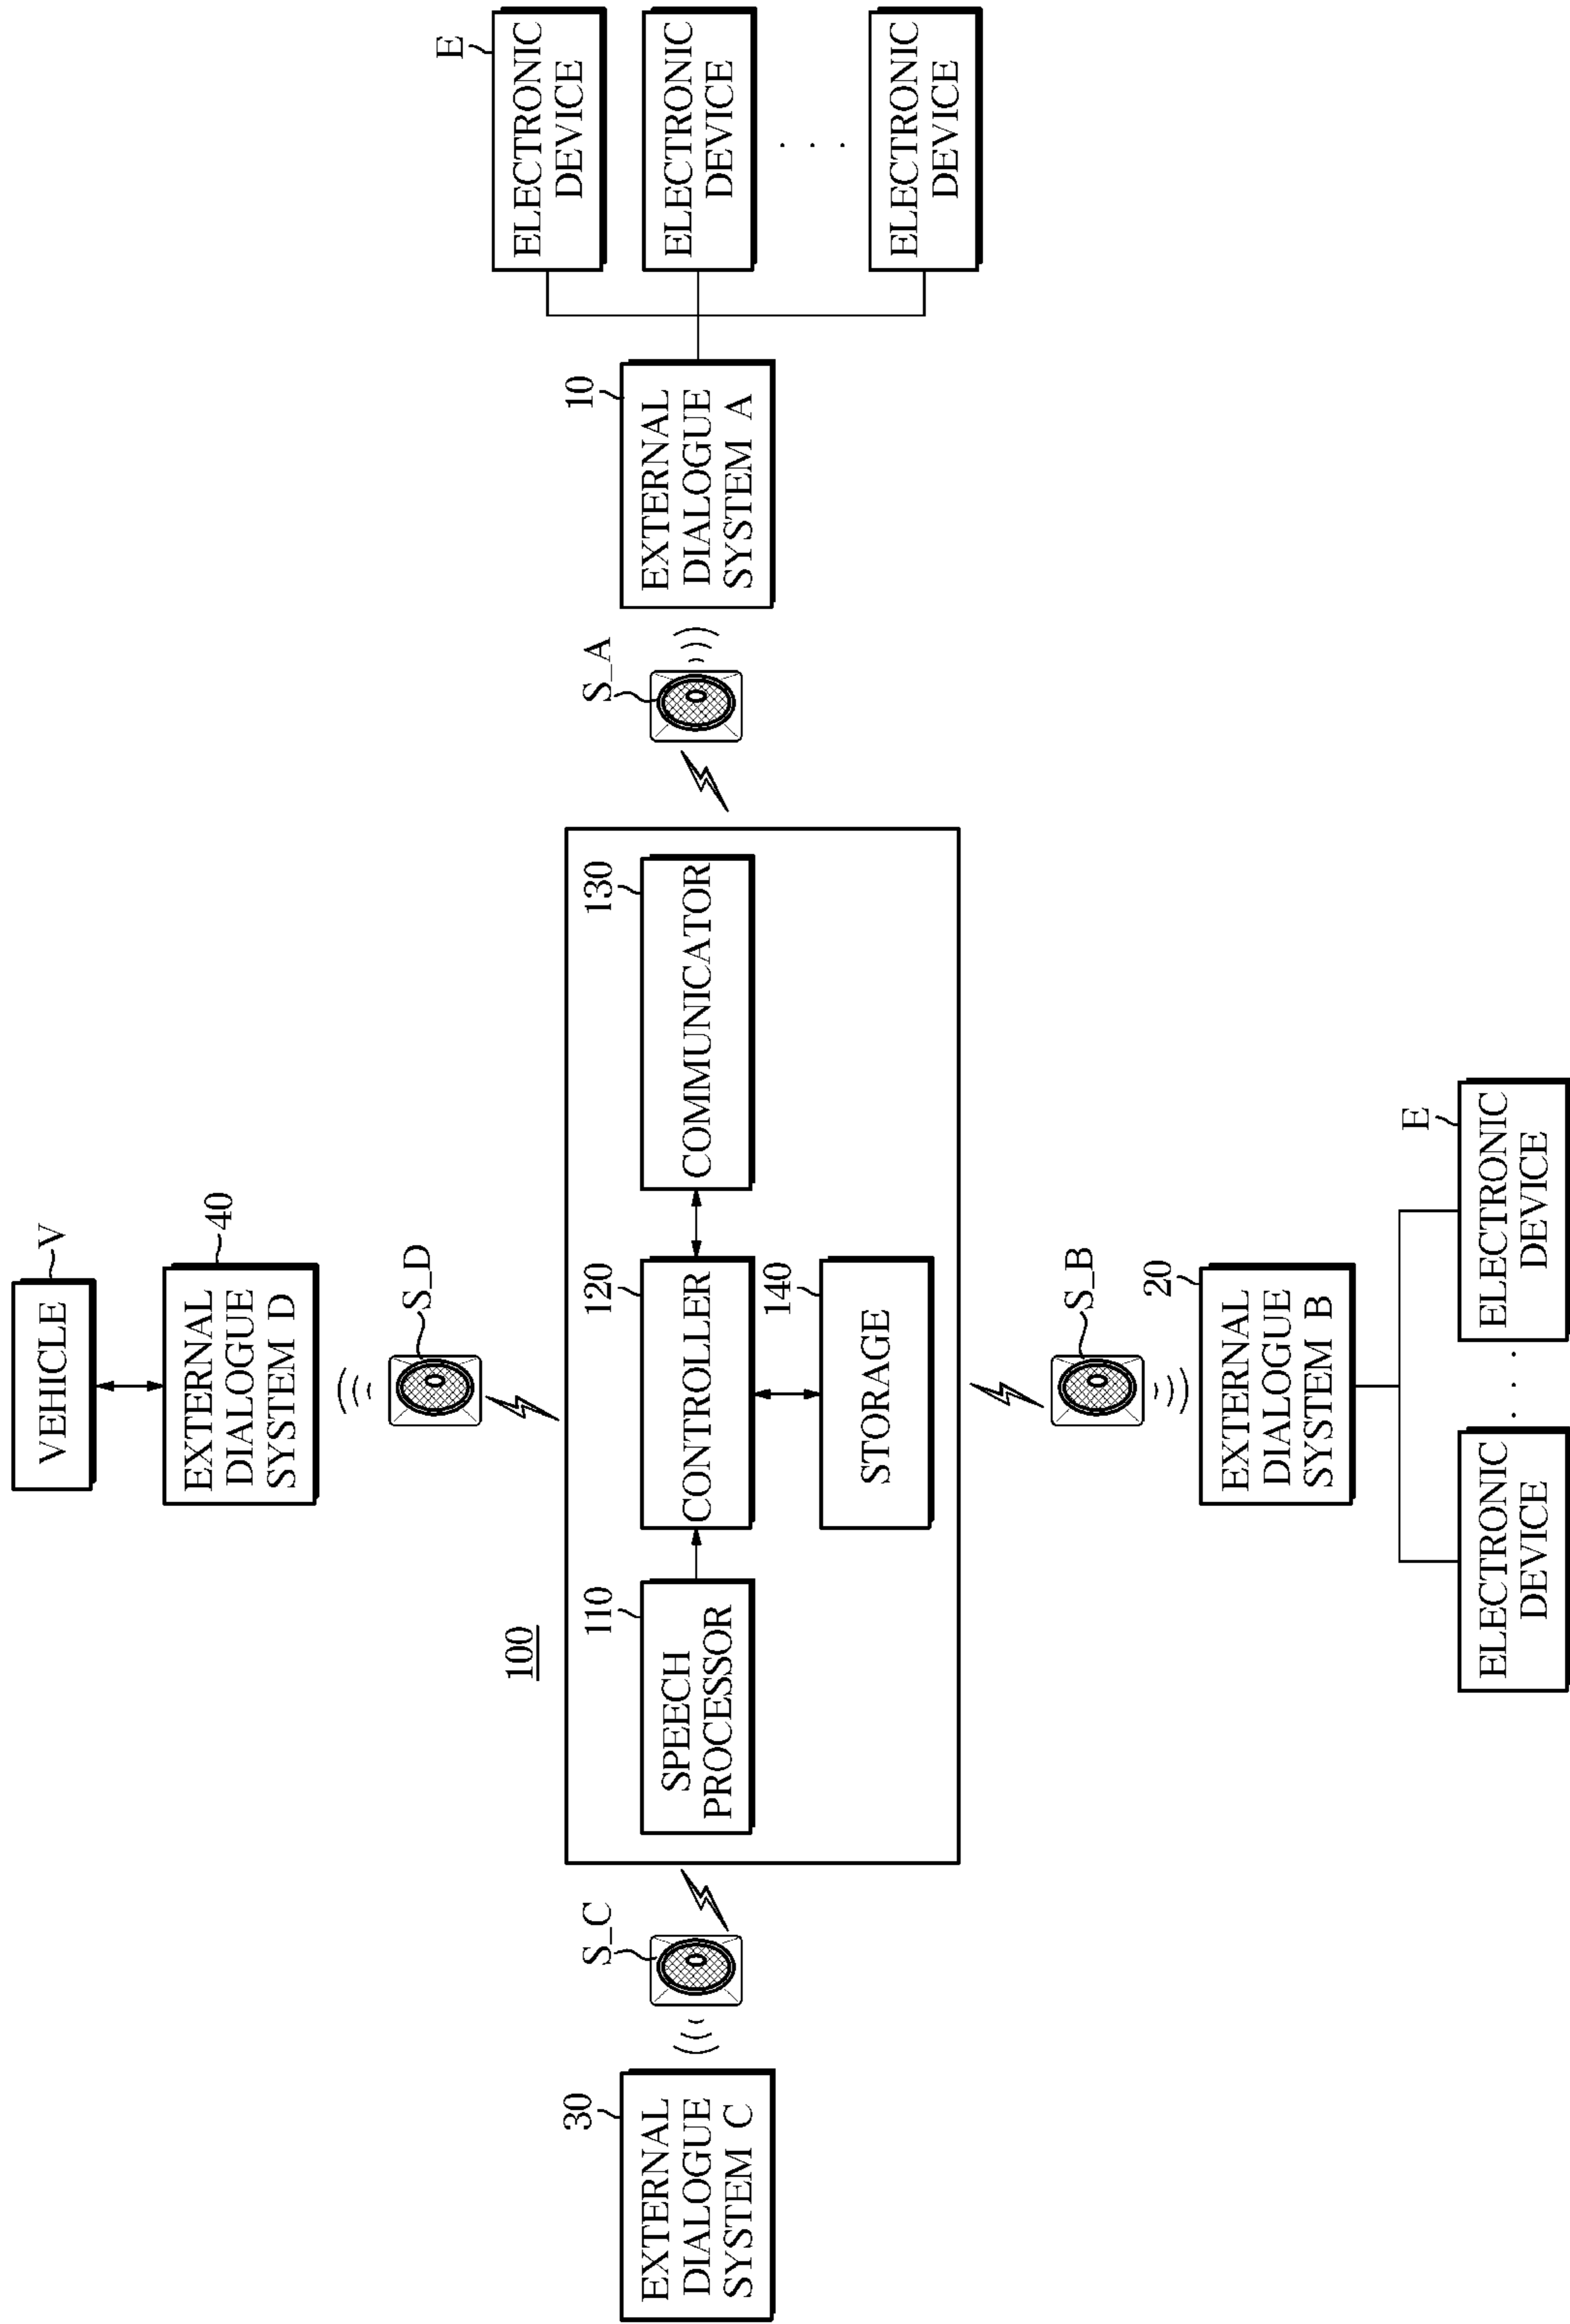 VEHICLE
V
EXTERNAL
DIALOGUE
SYSTEM D
40
S_D
100
SPEECH
PROCESSOR
110
CONTROLLER
120
COMMUNICATOR
130
STORAGE
140
EXTERNAL
DIALOGUE
SYSTEM C
30
S_C
S_A
EXTERNAL
DIALOGUE
SYSTEM A
10
E
ELECTRONIC
DEVICE
ELECTRONIC
DEVICE
. . .
ELECTRONIC
DEVICE
S_B
EXTERNAL
DIALOGUE
SYSTEM B
20
ELECTRONIC
DEVICE
. . .
E
ELECTRONIC
DEVICE